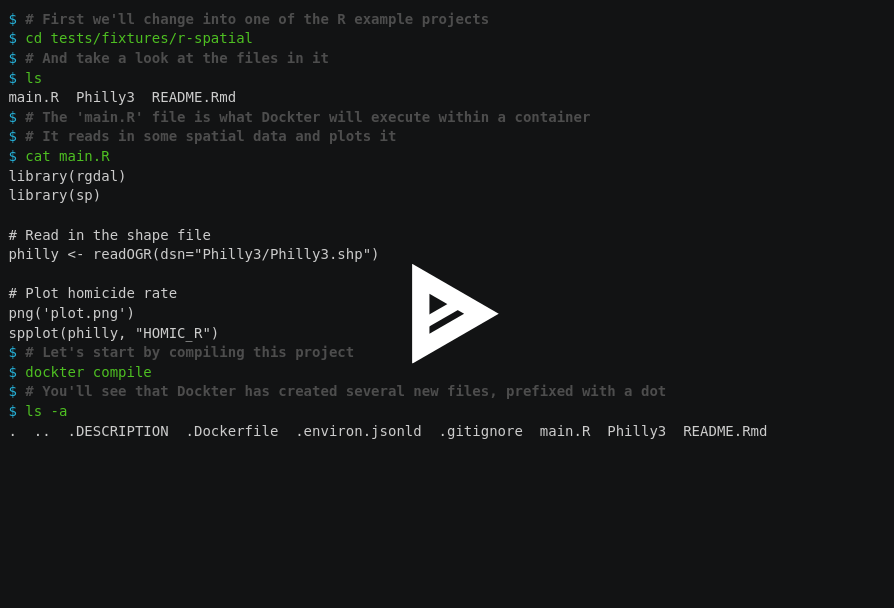 $ # First we'll change into one of the R example projects
$ cd tests/fixtures/r-spatial
$ # And take a look at the files in it
$ ls
main.R  Philly3  README.Rmd
$ # The 'main.R' file is what Dockter will execute within a container
$ # It reads in some spatial data and plots it
$ cat main.R
library(rgdal)
library(sp)

# Read in the shape file
philly <- readOGR(dsn="Philly3/Philly3.shp")

# Plot homicide rate
png('plot.png')
spplot(philly, "HOMIC_R")
$ # Let's start by compiling this project
$ dockter compile
$ # You'll see that Dockter has created several new files, prefixed with a dot
$ ls -a
.  ..  .DESCRIPTION  .Dockerfile  .environ.jsonld  .gitignore  main.R  Philly3  README.Rmd